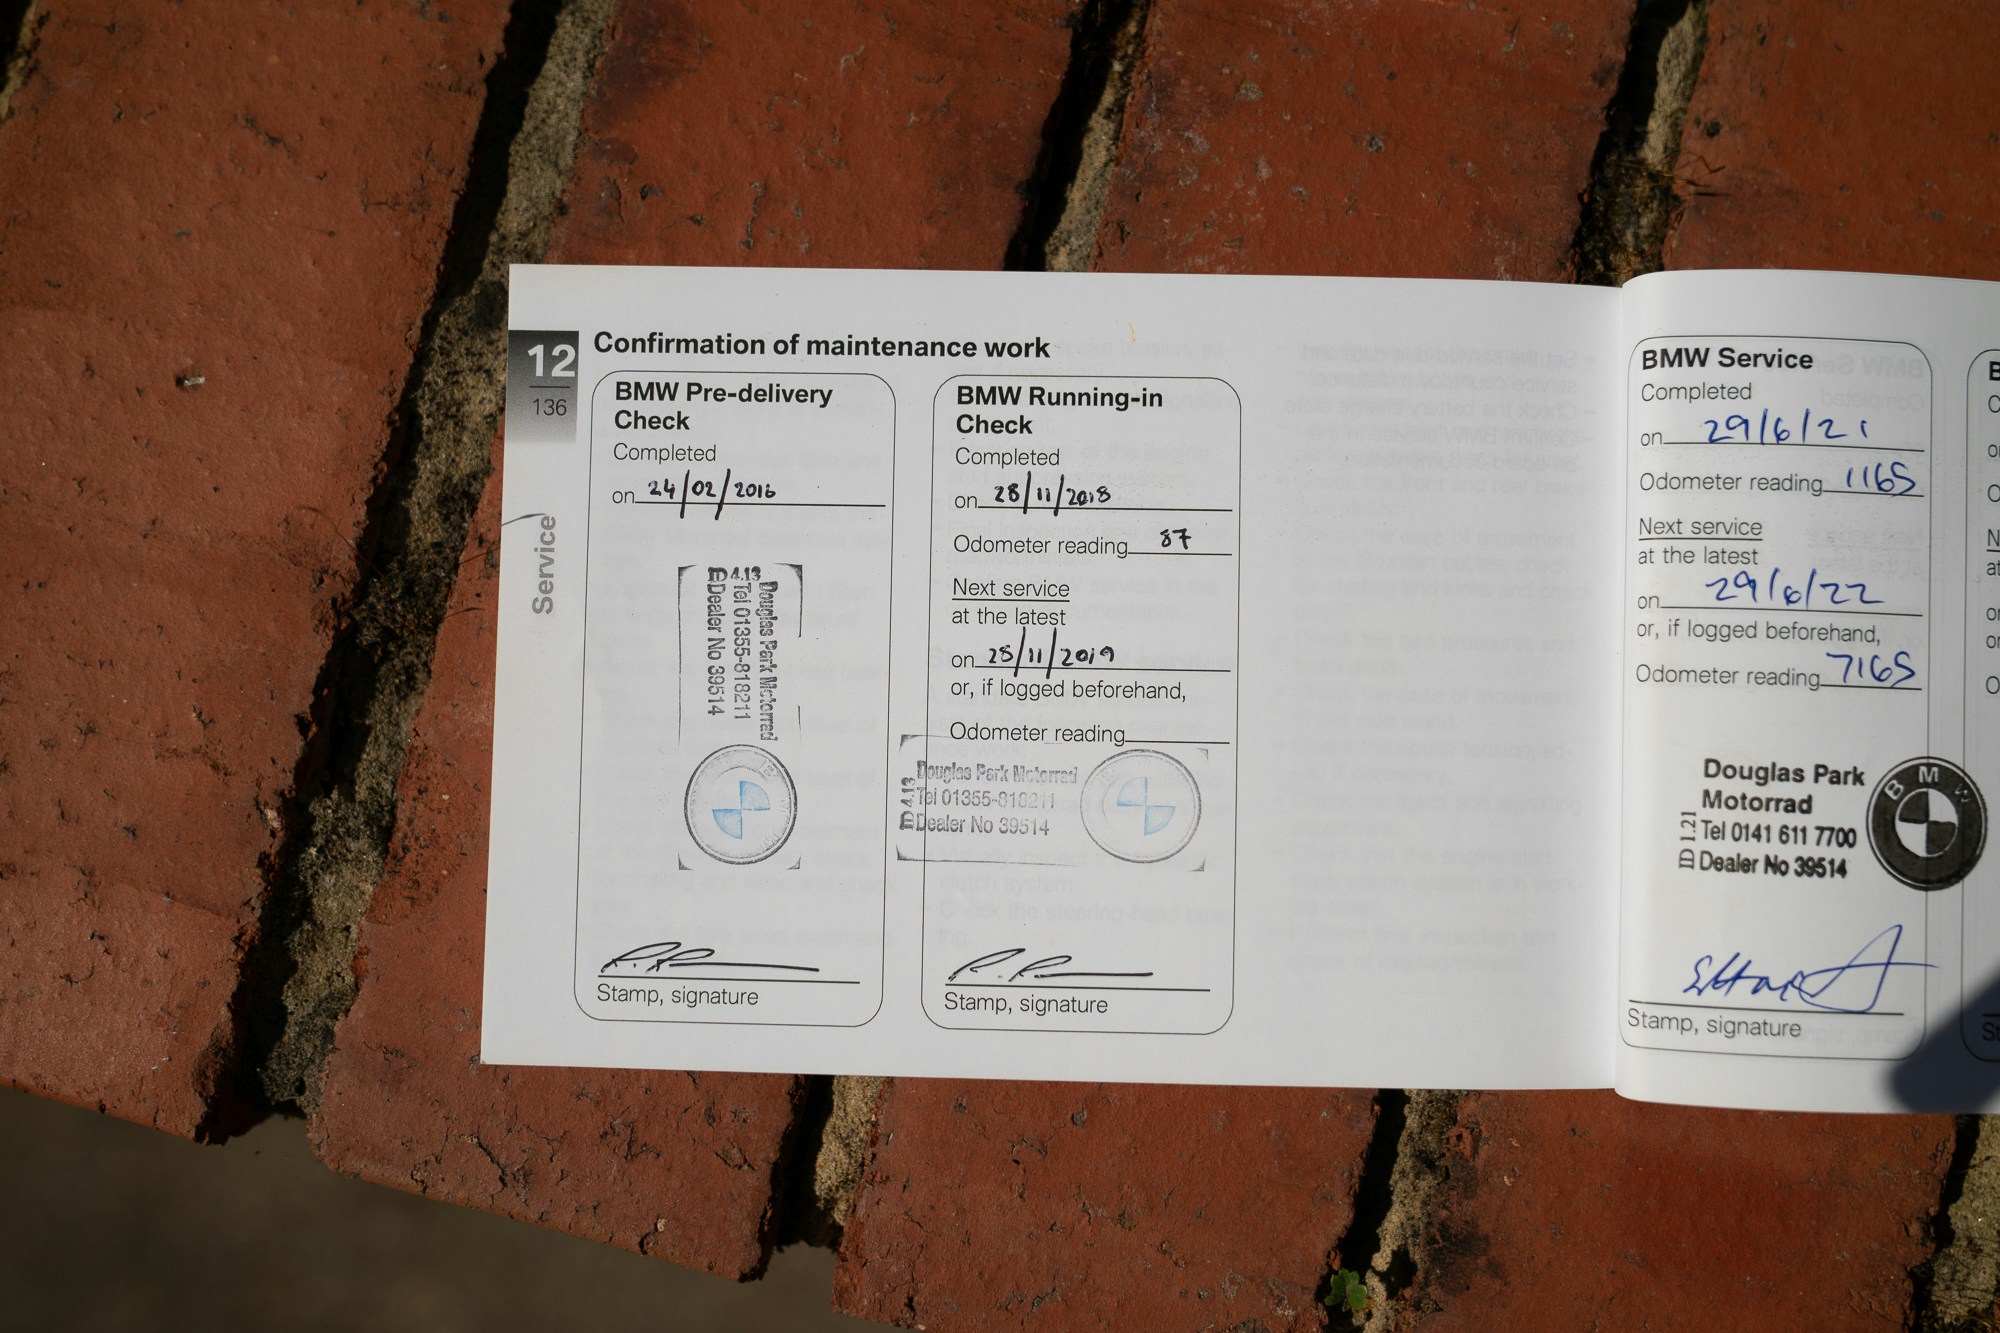 12
136
Service
Confirmation of maintenance work
BMW Pre-delivery
Check
Completed
on 24/02/2016
Douglas Park Motorrad
Tel 01355-818211
Dealer No 39514
D 4.13
Stamp, signature
BMW Running-in
Check
Completed
on 28/11/2018
Odometer reading 87
Next service
at the latest
on 28/11/2019
or, if logged beforehand,
Odometer reading
Douglas Park Motorrad
Tel 01355-818211
Dealer No 39514
D 4.13
Stamp, signature
BMW Service
Completed
on 29/6/21
Odometer reading 1165
Next service
at the latest
on 29/6/22
or, if logged beforehand,
Odometer reading 7165
Douglas Park
Motorrad
Tel 0141 611 7700
Dealer No 39514
D 1.21
BMW
Stamp, signature